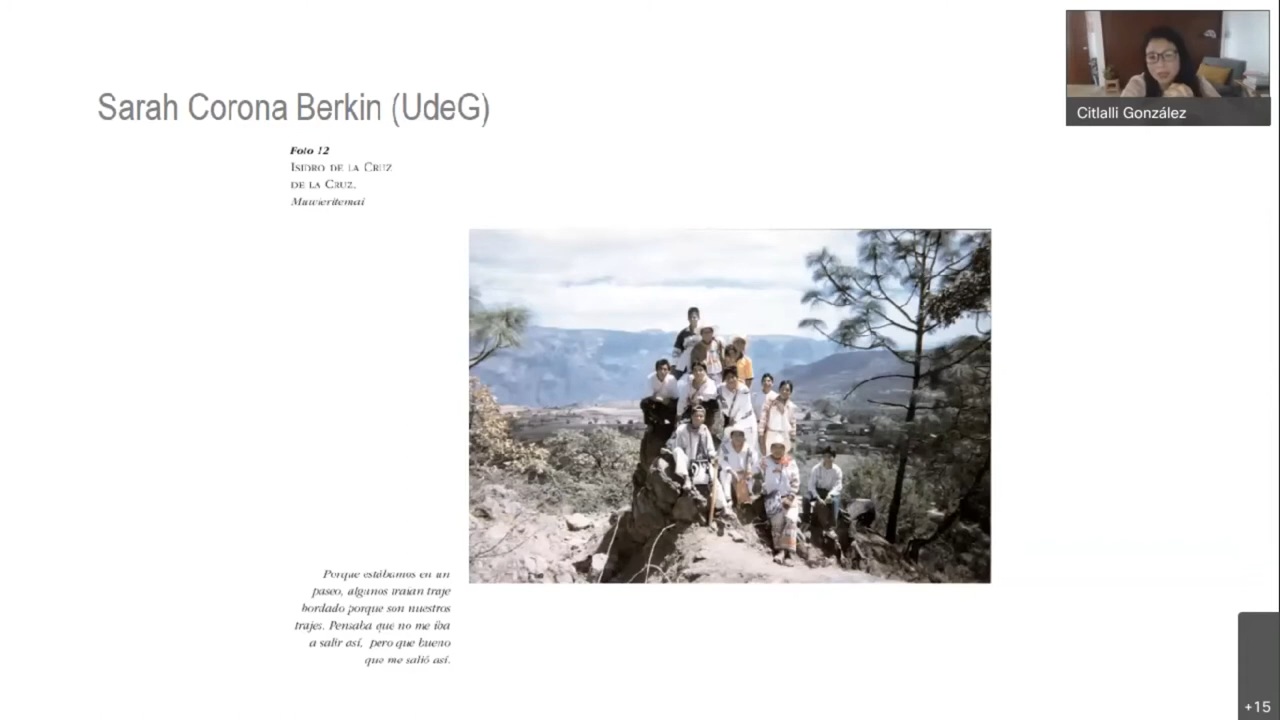 Sarah Corona Berkin (UdeG)
Foto 12
ISIDRO DE LA CRUZ
DE LA CRUZ.
Muwieritemai
Porque estábamos en un
paseo, algunos traian traje
bordado porque son nuestros
trajes. Pensaba que no me iba
a salir así, pero que bueno
que me salió así.
Citlalli González
+15